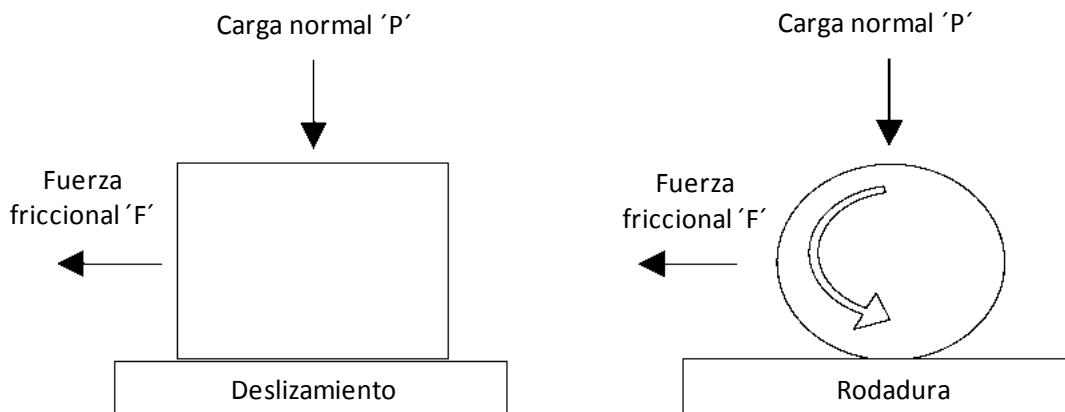 Carga normal ´P´
Carga normal ´P´
Fuerza
friccional ´F´
Fuerza
friccional ´F´
Deslizamiento
Rodadura